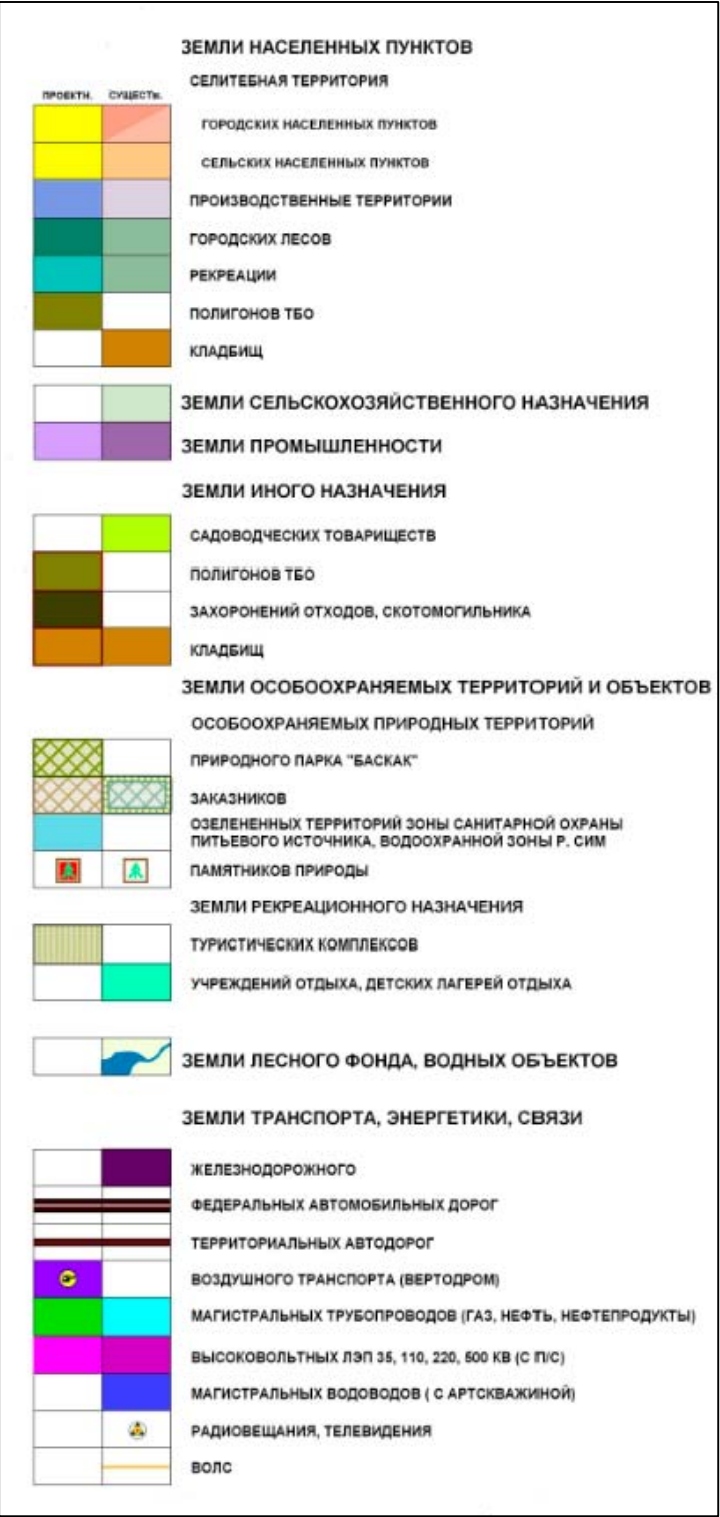 ЗЕМЛИ НАСЕЛЕННЫХ ПУНКТОВ
СЕЛИТЕБНАЯ ТЕРРИТОРИЯ
ПРОЕКТН. СУЩЕСТв.
ГОРОДСКИХ НАСЕЛЕННЫХ ПУНКТОВ
СЕЛЬСКИХ НАСЕЛЕННЫХ ПУНКТОВ
ПРОИЗВОДСТВЕННЫЕ ТЕРРИТОРИИ
ГОРОДСКИХ ЛЕСОВ
РЕКРЕАЦИИ
ПОЛИГОНОВ ТБО
КЛАДБИЩ
ЗЕМЛИ СЕЛЬСКОХОЗЯЙСТВЕННОГО НАЗНАЧЕНИЯ
ЗЕМЛИ ПРОМЫШЛЕННОСТИ
ЗЕМЛИ ИНОГО НАЗНАЧЕНИЯ
САДОВОДЧЕСКИХ ТОВАРИЩЕСТВ
ПОЛИГОНОВ ТБО
ЗАХОРОНЕНИЙ ОТХОДОВ, СКОТОМОГИЛЬНИКА
КЛАДБИЩ
ЗЕМЛИ ОСОБООХРАНЯЕМЫХ ТЕРРИТОРИЙ И ОБЪЕКТОВ
ОСОБООХРАНЯЕМЫХ ПРИРОДНЫХ ТЕРРИТОРИЙ
ПРИРОДНОГО ПАРКА "БАСКАК"
ЗАКАЗНИКОВ
ОЗЕЛЕНЕННЫХ ТЕРРИТОРИЙ ЗОНЫ САНИТАРНОЙ ОХРАНЫ
ПИТЬЕВОГО ИСТОЧНИКА, ВОДООХРАННОЙ ЗОНЫ Р. СИМ
ПАМЯТНИКОВ ПРИРОДЫ
ЗЕМЛИ РЕКРЕАЦИОННОГО НАЗНАЧЕНИЯ
ТУРИСТИЧЕСКИХ КОМПЛЕКСОВ
УЧРЕЖДЕНИЙ ОТДЫХА, ДЕТСКИХ ЛАГЕРЕЙ ОТДЫХА
ЗЕМЛИ ЛЕСНОГО ФОНДА, ВОДНЫХ ОБЪЕКТОВ
ЗЕМЛИ ТРАНСПОРТА, ЭНЕРГЕТИКИ, СВЯЗИ
ЖЕЛЕЗНОДОРОЖНОГО
ФЕДЕРАЛЬНЫХ АВТОМОБИЛЬНЫХ ДОРОГ
ТЕРРИТОРИАЛЬНЫХ АВТОДОРОГ
ВОЗДУШНОГО ТРАНСПОРТА (ВЕРТОДРОМ)
МАГИСТРАЛЬНЫХ ТРУБОПРОВОДОВ (ГАЗ, НЕФТЬ, НЕФТЕПРОДУКТЫ)
ВЫСОКОВОЛЬТНЫХ ЛЭП 35, 110, 220, 500 КВ (С П/С)
МАГИСТРАЛЬНЫХ ВОДОВОДОВ ( С АРТСКВАЖИНОЙ)
РАДИОВЕЩАНИЯ, ТЕЛЕВИДЕНИЯ
ВОЛС